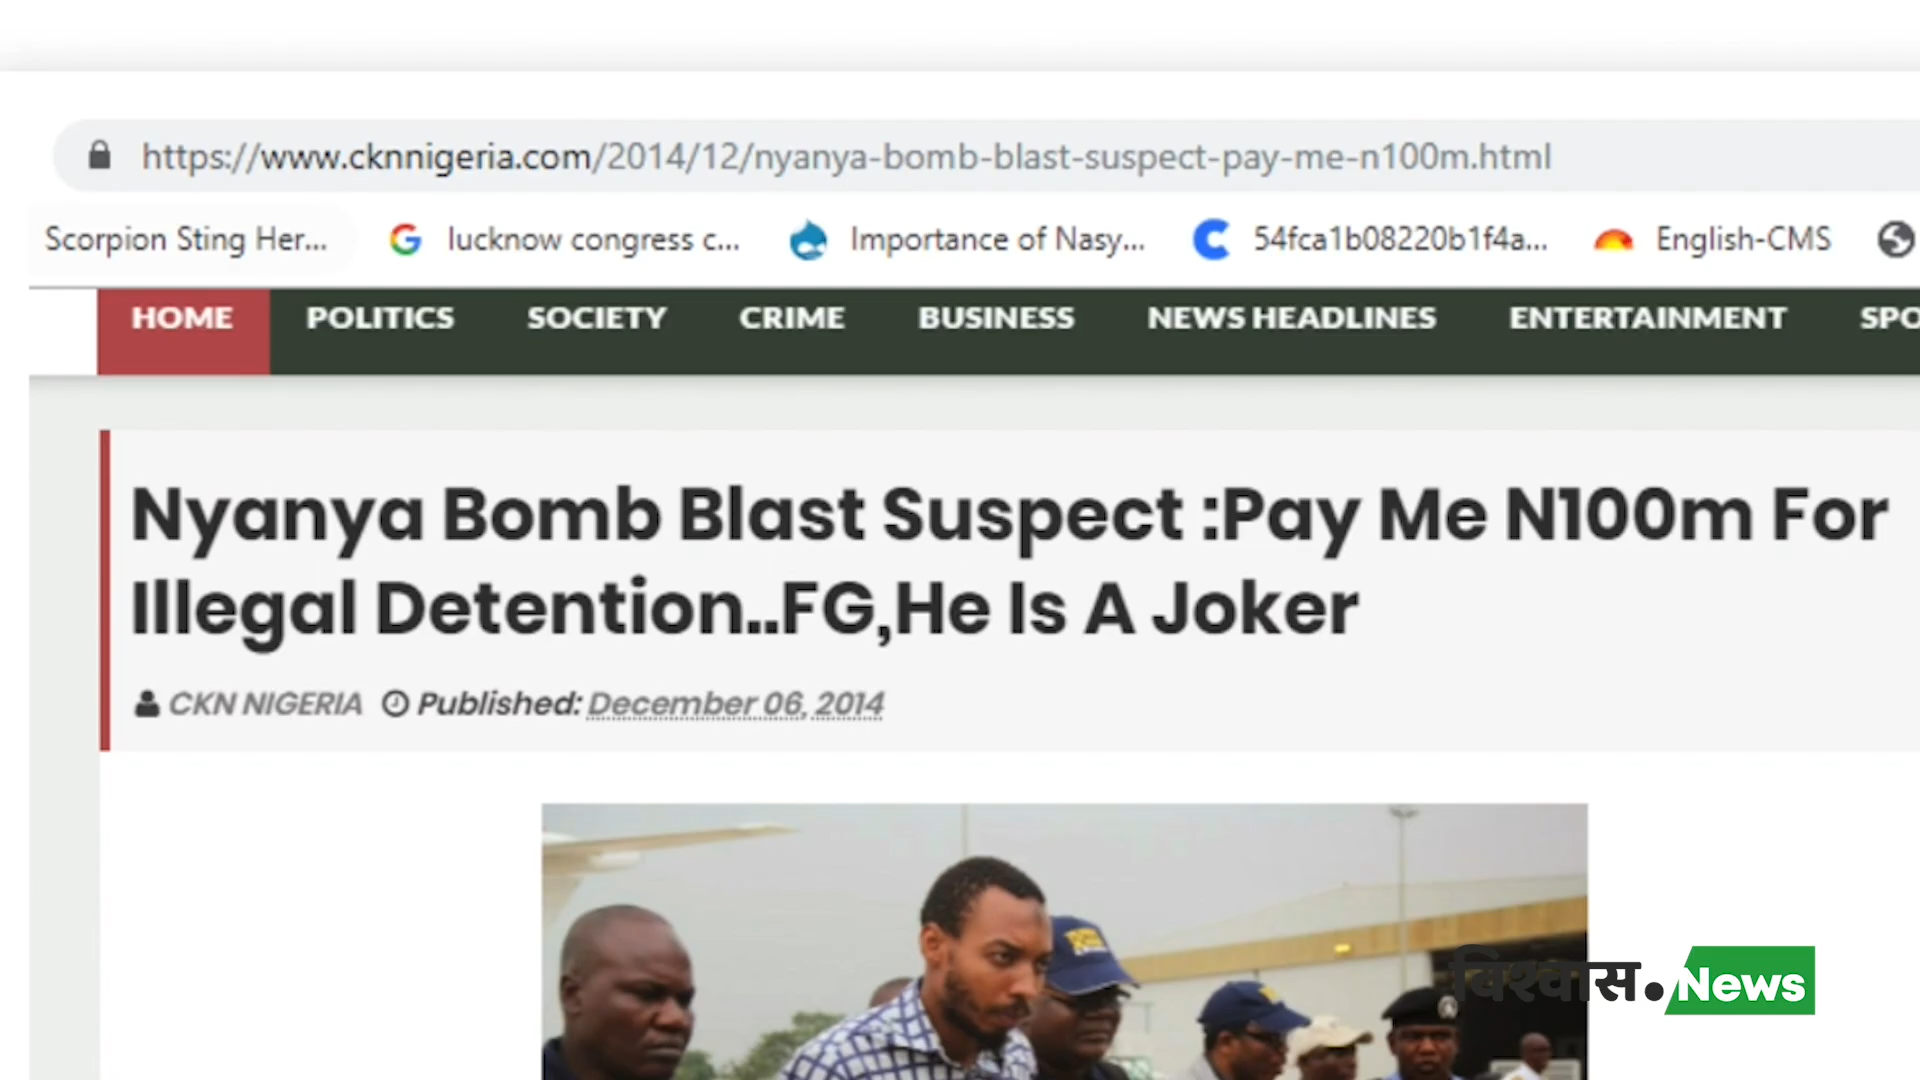 https://www.cknnigeria.com/2014/12/nyanya-bomb-blast-suspect-pay-me-n100m.html
Scorpion Sting Her... lucknow congress c... Importance of Nasy... 54fca1b08220b1f4a... English-CMS
HOME POLITICS SOCIETY CRIME BUSINESS NEWS HEADLINES ENTERTAINMENT SPO
Nyanya Bomb Blast Suspect :Pay Me N100m For
Illegal Detention..FG,He Is A Joker
CKN NIGERIA Published: December 06, 2014
विश्वास.News